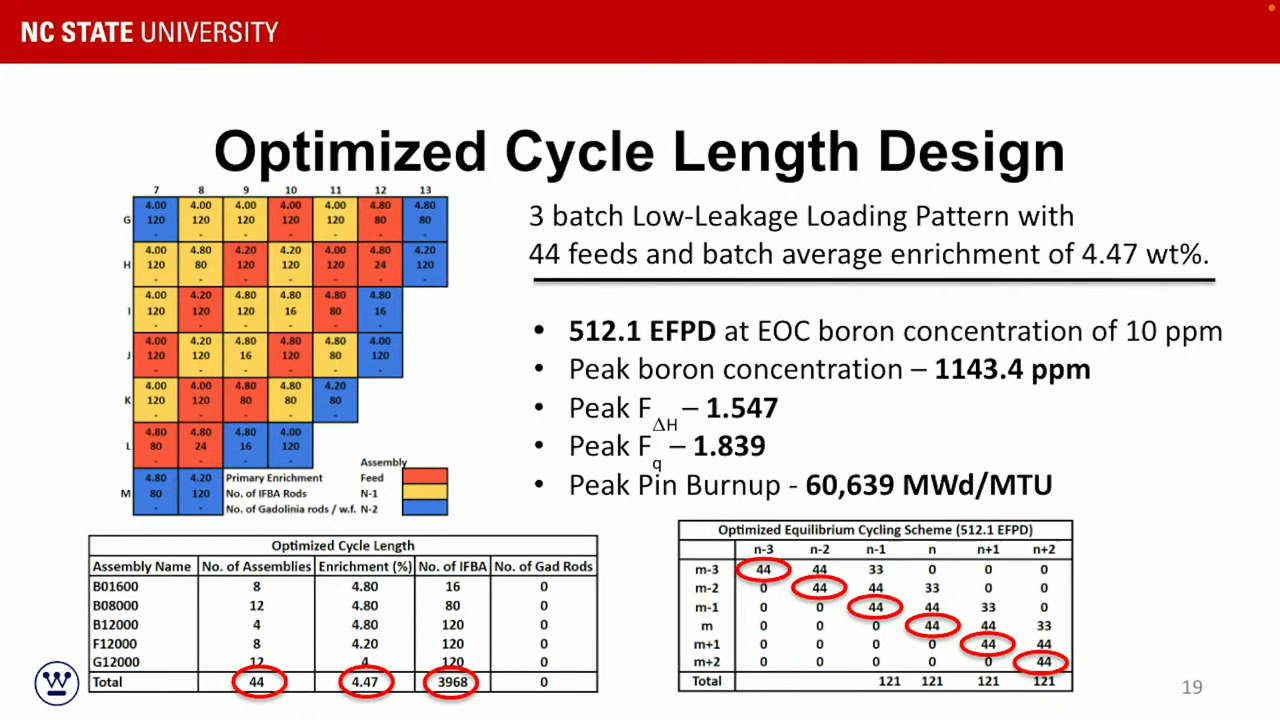 NC STATE UNIVERSITY
Optimized Cycle Length Design
7 8 9 10 11 12 13
G 4.00 4.00 4.00 4.00 4.00 4.80 4.80
120 120 120 120 120 80 80
- - - - - - -
H 4.00 4.80 4.20 4.20 4.00 4.80 4.20
120 80 120 120 120 24 120
- - - - - - -
I 4.00 4.20 4.80 4.80 4.80 4.80
120 120 120 16 80 16
- - - - - -
J 4.00 4.20 4.80 4.80 4.80 4.00
120 120 16 120 80 120
- - - - - -
K 4.00 4.00 4.80 4.80 4.20
120 120 80 80 80
- - - - -
L 4.80 4.80 4.80 4.00
80 24 16 120
- - - -
M 4.80 4.20
80 120
- -
Assembly
Primary Enrichment Feed
No. of IFBA Rods N-1
No. of Gadolinia rods / w.f. N-2
3 batch Low-Leakage Loading Pattern with
44 feeds and batch average enrichment of 4.47 wt%.
• 512.1 EFPD at EOC boron concentration of 10 ppm
• Peak boron concentration – 1143.4 ppm
• Peak FΔH – 1.547
• Peak Fq – 1.839
• Peak Pin Burnup - 60,639 MWd/MTU
Optimized Cycle Length
Assembly Name No. of Assemblies Enrichment (%) No. of IFBA No. of Gad Rods
B01600 8 4.80 16 0
B08000 12 4.80 80 0
B12000 4 4.80 120 0
F12000 8 4.20 120 0
G12000 12 4 120 0
Total 44 4.47 3968 0
Optimized Equilibrium Cycling Scheme (512.1 EFPD)
n-3 n-2 n-1 n n+1 n+2
m-3 44 44 33 0 0 0
m-2 0 44 44 33 0 0
m-1 0 0 44 44 33 0
m 0 0 0 44 44 33
m+1 0 0 0 0 44 44
m+2 0 0 0 0 0 44
Total 121 121 121 121
W
19